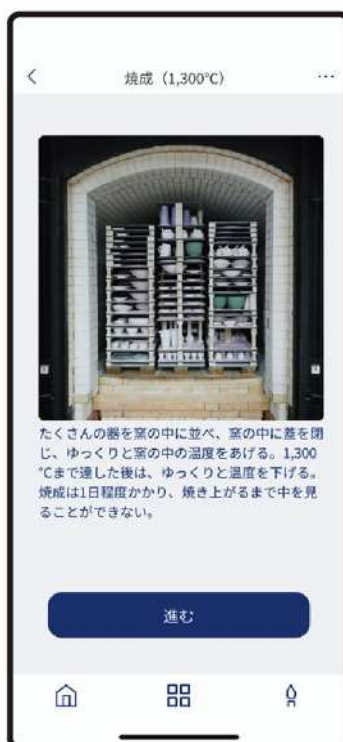 焼成（1,300℃）
たくさんの器を窯の中に並べ、窯の中に蓋を閉
じ、ゆっくりと窯の中の温度をあげる。1,300
℃まで達した後は、ゆっくりと温度を下げる。
焼成は1日程度かかり、焼き上がるまで中を見
ることができない。
進む